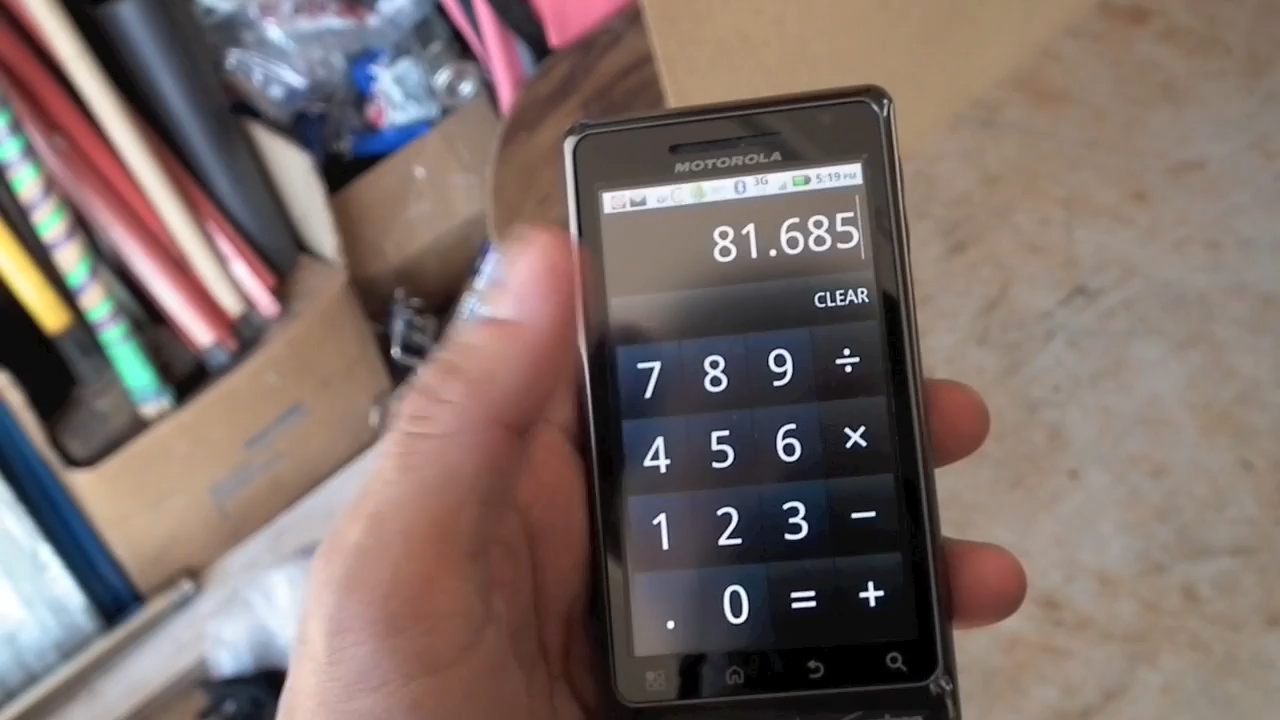 MOTOROLA
3G 5:19 PM
81.685
CLEAR
7 8 9 ÷
4 5 6 ×
1 2 3 −
. 0 = +